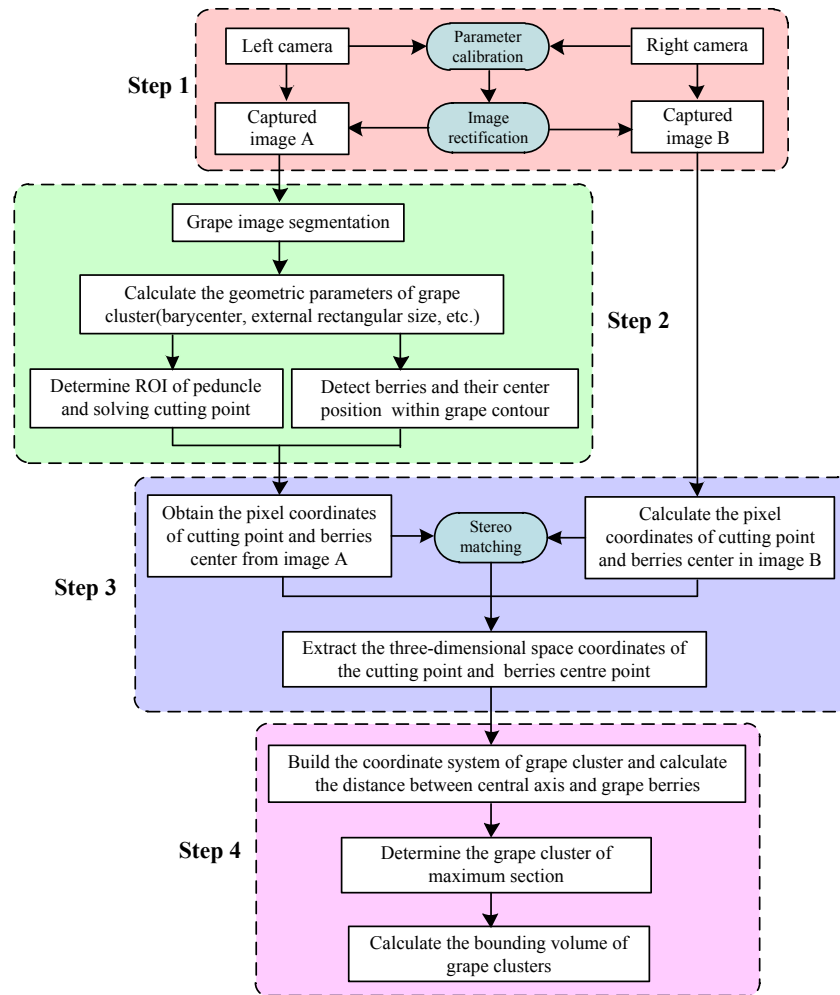 Left camera
Parameter
calibration
Right camera
Step 1
Captured
image A
Image
rectification
Captured
image B
Grape image segmentation
Calculate the geometric parameters of grape
cluster(barycenter, external rectangular size, etc.)
Step 2
Determine ROI of peduncle
and solving cutting point
Detect berries and their center
position within grape contour
Obtain the pixel coordinates
of cutting point and berries
center from image A
Stereo
matching
Calculate the pixel
coordinates of cutting point
and berries center in image B
Step 3
Extract the three-dimensional space coordinates of
the cutting point and berries centre point
Build the coordinate system of grape cluster and calculate
the distance between central axis and grape berries
Step 4
Determine the grape cluster of
maximum section
Calculate the bounding volume of
grape clusters